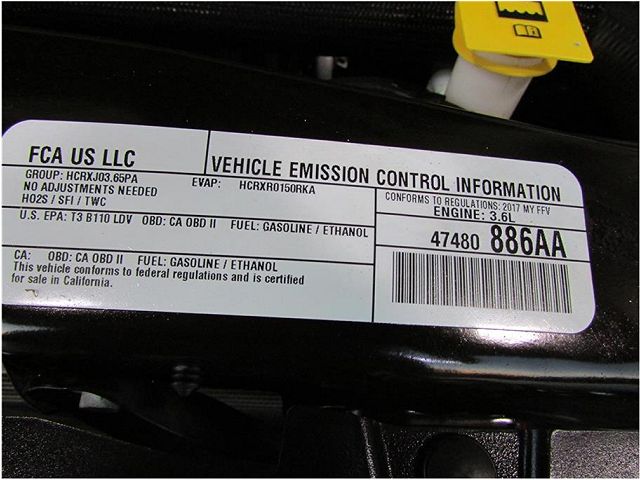 FCA US LLC
VEHICLE EMISSION CONTROL INFORMATION
GROUP: HCRXJ03.65PA
EVAP: HCRXR0150RKA
NO ADJUSTMENTS NEEDED
HO2S / SFI / TWC
CONFORMS TO REGULATIONS: 2017 MY FFV
ENGINE: 3.6L
U.S. EPA: T3 B110 LDV OBD: CA OBD II FUEL: GASOLINE / ETHANOL
47480 886AA
CA: OBD: CA OBD II FUEL: GASOLINE / ETHANOL
This vehicle conforms to federal regulations and is certified
for sale in California.